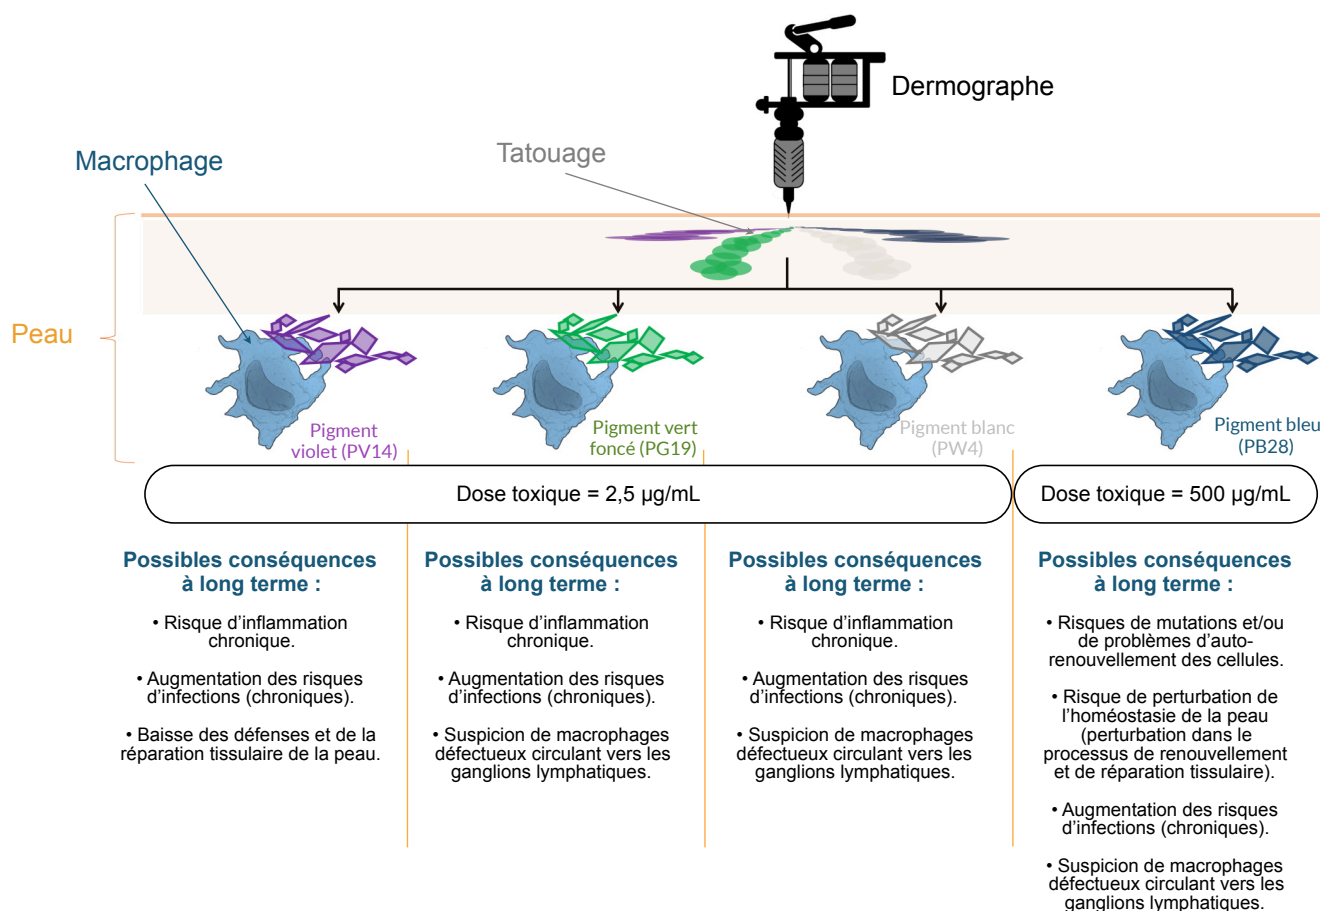 Dermographe
Macrophage
Tatouage
Peau
Pigment
violet (PV14)
Pigment vert
foncé (PG19)
Pigment blanc
(PW4)
Pigment bleu
(PB28)
Dose toxique = 2,5 µg/mL
Dose toxique = 500 µg/mL
Possibles conséquences
à long terme :
• Risque d’inflammation
chronique.
• Augmentation des risques
d’infections (chroniques).
• Baisse des défenses et de la
réparation tissulaire de la peau.
Possibles conséquences
à long terme :
• Risque d’inflammation
chronique.
• Augmentation des risques
d’infections (chroniques).
• Suspicion de macrophages
défectueux circulant vers les
ganglions lymphatiques.
Possibles conséquences
à long terme :
• Risque d’inflammation
chronique.
• Augmentation des risques
d’infections (chroniques).
• Suspicion de macrophages
défectueux circulant vers les
ganglions lymphatiques.
Possibles conséquences
à long terme :
• Risques de mutations et/ou
de problèmes d’auto-
renouvellement des cellules.
• Risque de perturbation de
l’homéostasie de la peau
(perturbation dans le
processus de renouvellement
et de réparation tissulaire).
• Augmentation des risques
d’infections (chroniques).
• Suspicion de macrophages
défectueux circulant vers les
ganglions lymphatiques.